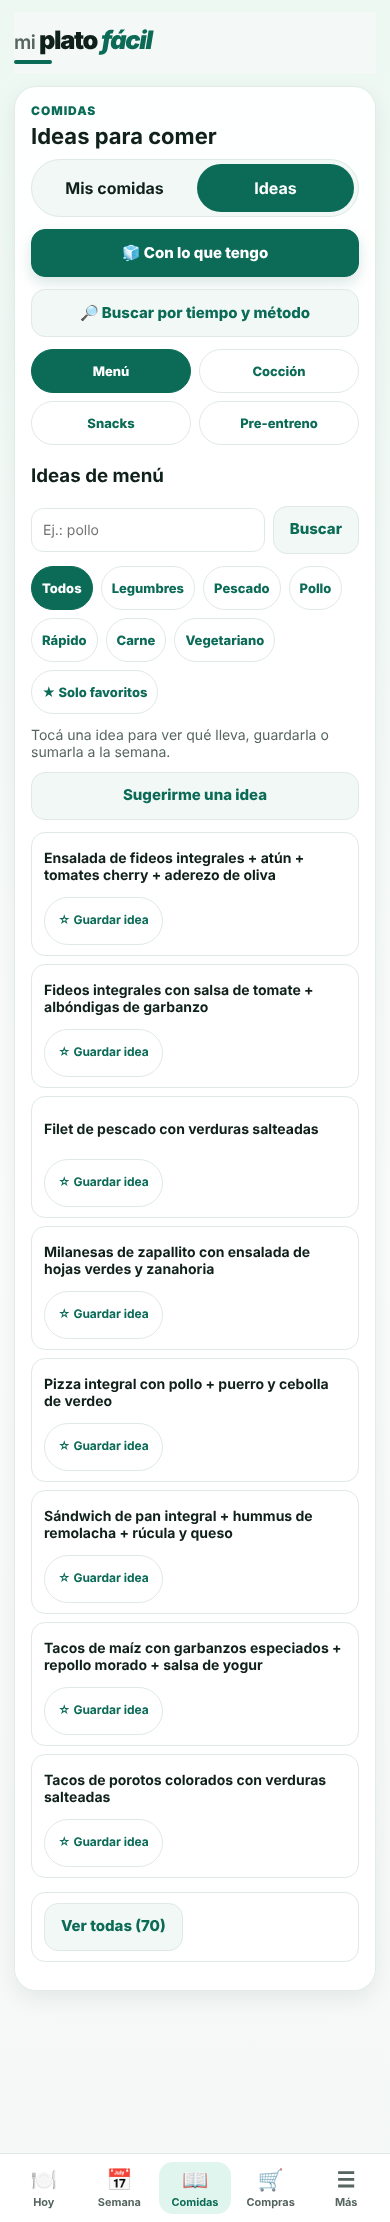 mi plato fácil
COMIDAS
Ideas para comer
Mis comidas
Ideas
🧊 Con lo que tengo
🔎 Buscar por tiempo y método
Menú
Cocción
Snacks
Pre-entreno
Ideas de menú
Ej.: pollo
Buscar
Todos
Legumbres
Pescado
Pollo
Rápido
Carne
Vegetariano
★ Solo favoritos
Tocá una idea para ver qué lleva, guardarla o
sumarla a la semana.
Sugerirme una idea
Ensalada de fideos integrales + atún +
tomates cherry + aderezo de oliva
☆ Guardar idea
Fideos integrales con salsa de tomate +
albóndigas de garbanzo
☆ Guardar idea
Filet de pescado con verduras salteadas
☆ Guardar idea
Milanesas de zapallito con ensalada de
hojas verdes y zanahoria
☆ Guardar idea
Pizza integral con pollo + puerro y cebolla
de verdeo
☆ Guardar idea
Sándwich de pan integral + hummus de
remolacha + rúcula y queso
☆ Guardar idea
Tacos de maíz con garbanzos especiados +
repollo morado + salsa de yogur
☆ Guardar idea
Tacos de porotos colorados con verduras
salteadas
☆ Guardar idea
Ver todas (70)
Hoy
Semana
Comidas
Compras
Más